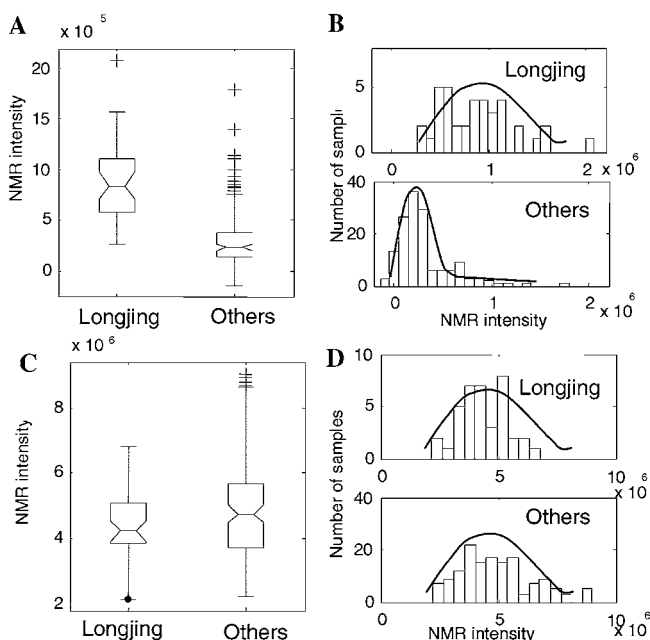 A
x 10 5
NMR intensity
20
15
10
5
0
Longjing Others
B
Number of sampl
Longjing
5
0
0 1 2
x 10 6
40
20
0
Others
0 1 2
NMR intensity
x 10 6
C
x 10 6
NMR intensity
8
6
4
2
Longjing Others
D
Number of samples
10
5
0
Longjing
0 5 10
x 10 6
40
20
0
Others
0 5 10
NMR intensity
x 10 6